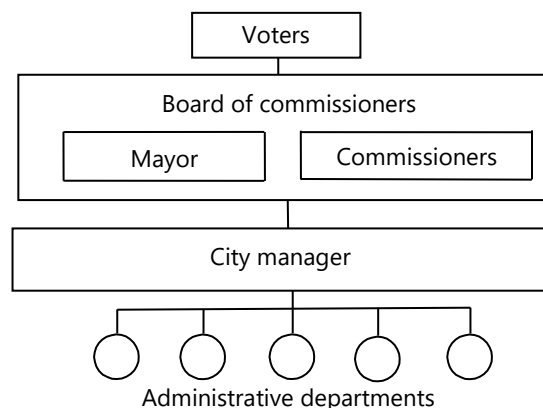 Voters
Board of commissioners
Mayor
Commissioners
City manager
Administrative departments